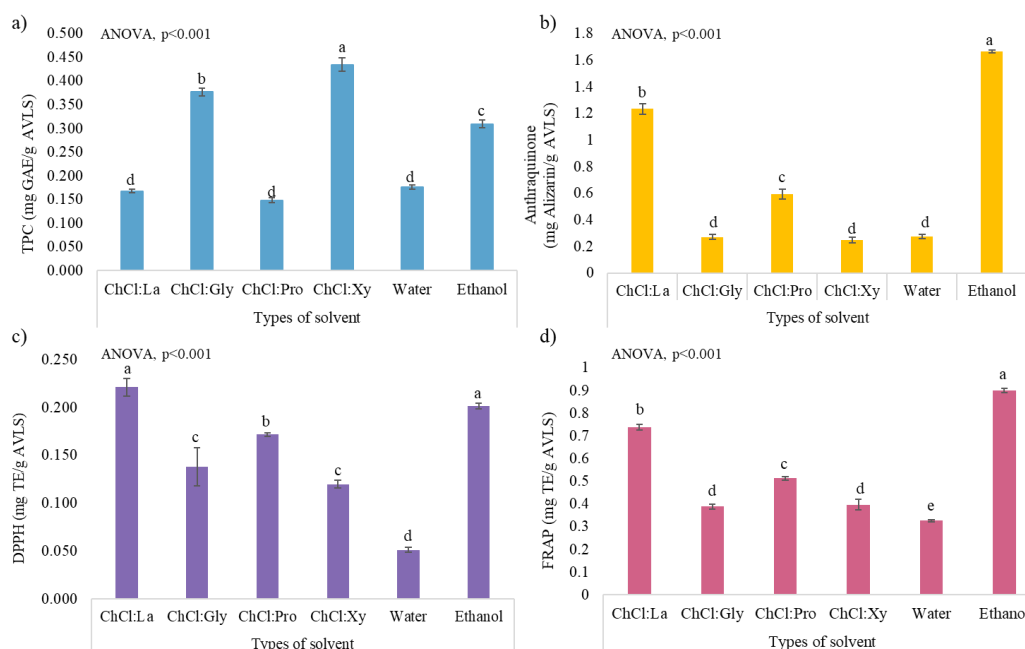 a)
ANOVA, p<0.001
TPC (mg GAE/g AVLS)
0.500
0.450
0.400
0.350
0.300
0.250
0.200
0.150
0.100
0.050
0.000
d
b
d
a
d
c
ChCl:La ChCl:Gly ChCl:Pro ChCl:Xy Water Ethanol
Types of solvent
b)
ANOVA, p<0.001
Anthraquinone
(mg Alizarin/g AVLS)
1.8
1.6
1.4
1.2
1
0.8
0.6
0.4
0.2
0
b
d
c
d
d
a
ChCl:La ChCl:Gly ChCl:Pro ChCl:Xy Water Ethanol
Types of solvent
c)
ANOVA, p<0.001
DPPH (mg TE/g AVLS)
0.250
0.200
0.150
0.100
0.050
0.000
a
c
b
c
d
a
ChCl:La ChCl:Gly ChCl:Pro ChCl:Xy Water Ethanol
Types of solvent
d)
ANOVA, p<0.001
FRAP (mg TE/g AVLS)
1
0.9
0.8
0.7
0.6
0.5
0.4
0.3
0.2
0.1
0
b
d
c
d
e
a
ChCl:La ChCl:Gly ChCl:Pro ChCl:Xy Water Ethanol
Types of solvent